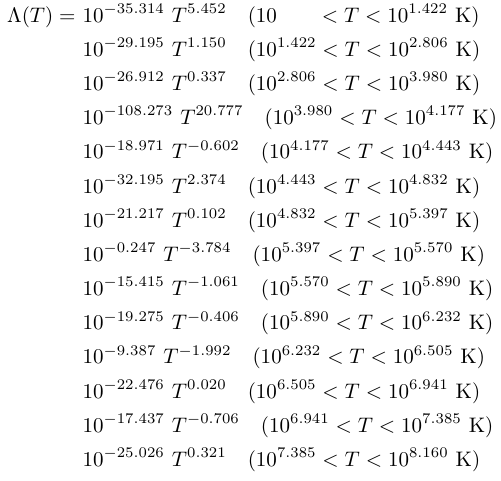 Λ(T) = 10^{−35.314} T^{5.452} (10 < T < 10^{1.422} K)
10^{−29.195} T^{1.150} (10^{1.422} < T < 10^{2.806} K)
10^{−26.912} T^{0.337} (10^{2.806} < T < 10^{3.980} K)
10^{−108.273} T^{20.777} (10^{3.980} < T < 10^{4.177} K)
10^{−18.971} T^{−0.602} (10^{4.177} < T < 10^{4.443} K)
10^{−32.195} T^{2.374} (10^{4.443} < T < 10^{4.832} K)
10^{−21.217} T^{0.102} (10^{4.832} < T < 10^{5.397} K)
10^{−0.247} T^{−3.784} (10^{5.397} < T < 10^{5.570} K)
10^{−15.415} T^{−1.061} (10^{5.570} < T < 10^{5.890} K)
10^{−19.275} T^{−0.406} (10^{5.890} < T < 10^{6.232} K)
10^{−9.387} T^{−1.992} (10^{6.232} < T < 10^{6.505} K)
10^{−22.476} T^{0.020} (10^{6.505} < T < 10^{6.941} K)
10^{−17.437} T^{−0.706} (10^{6.941} < T < 10^{7.385} K)
10^{−25.026} T^{0.321} (10^{7.385} < T < 10^{8.160} K)